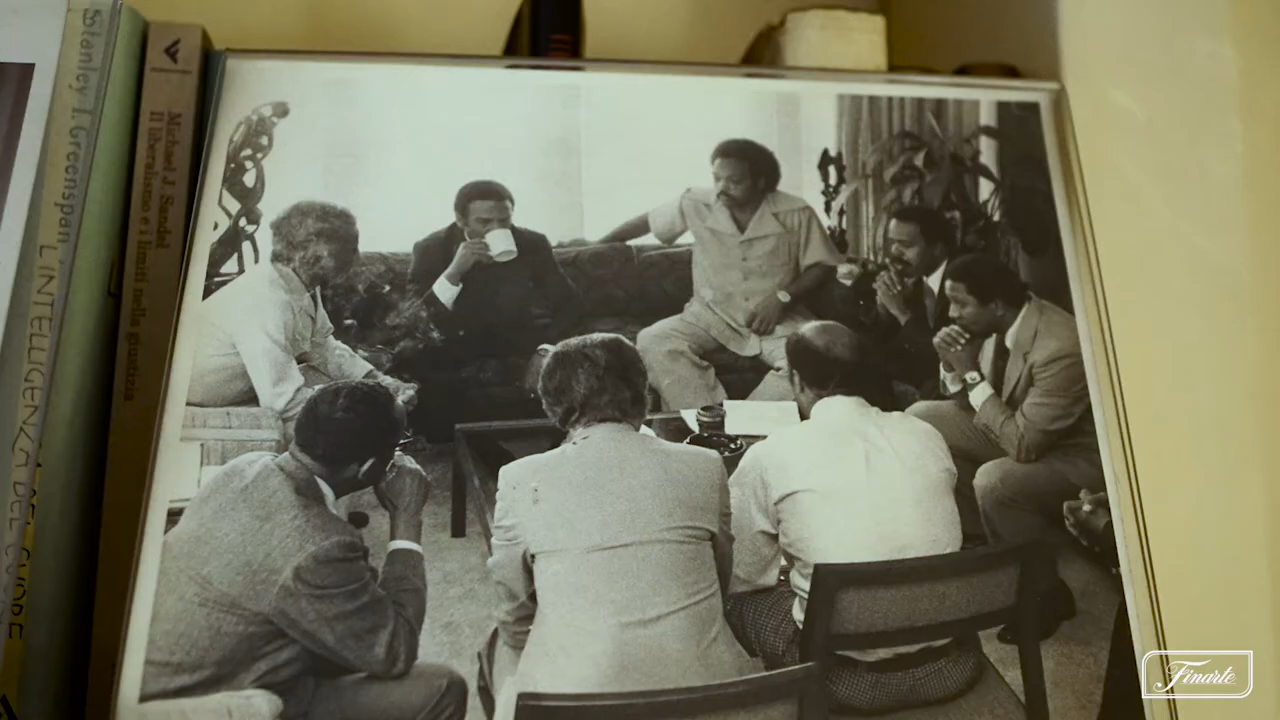 Stanley I. Greenspan L'INTELLIGENZA DEL CUORE
Michael J. Sandel
Il liberalismo e i limiti della giustizia
Finarte